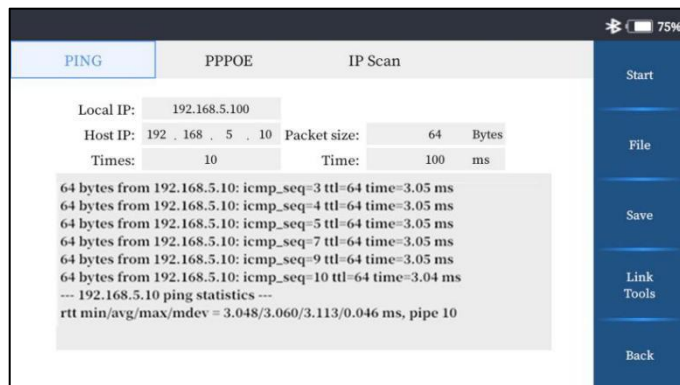 75%
PING PPPOE IP Scan
Start
Local IP: 192.168.5.100
Host IP: 192 . 168 . 5 . 10 Packet size: 64 Bytes
File
Times: 10 Time: 100 ms
64 bytes from 192.168.5.10: icmp_seq=3 ttl=64 time=3.05 ms
64 bytes from 192.168.5.10: icmp_seq=4 ttl=64 time=3.05 ms
64 bytes from 192.168.5.10: icmp_seq=5 ttl=64 time=3.05 ms
64 bytes from 192.168.5.10: icmp_seq=7 ttl=64 time=3.05 ms
64 bytes from 192.168.5.10: icmp_seq=9 ttl=64 time=3.05 ms
64 bytes from 192.168.5.10: icmp_seq=10 ttl=64 time=3.04 ms
--- 192.168.5.10 ping statistics ---
rtt min/avg/max/mdev = 3.048/3.060/3.113/0.046 ms, pipe 10
Save
Link
Tools
Back